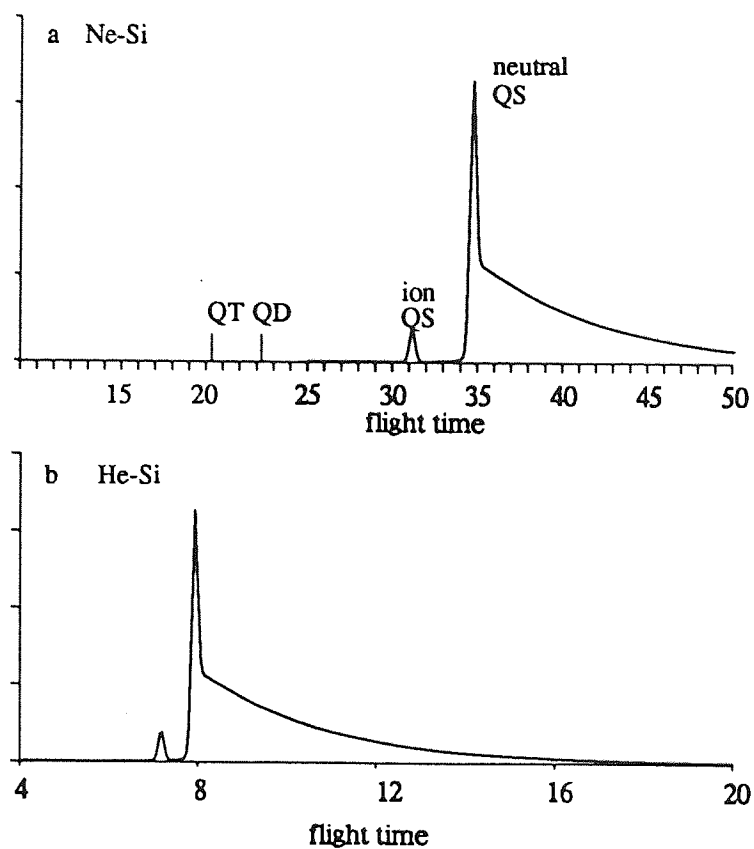 a Ne-Si
neutral
QS
QT QD
ion
QS
15 20 25 30 35 40 45 50
flight time
b He-Si
4 8 12 16 20
flight time